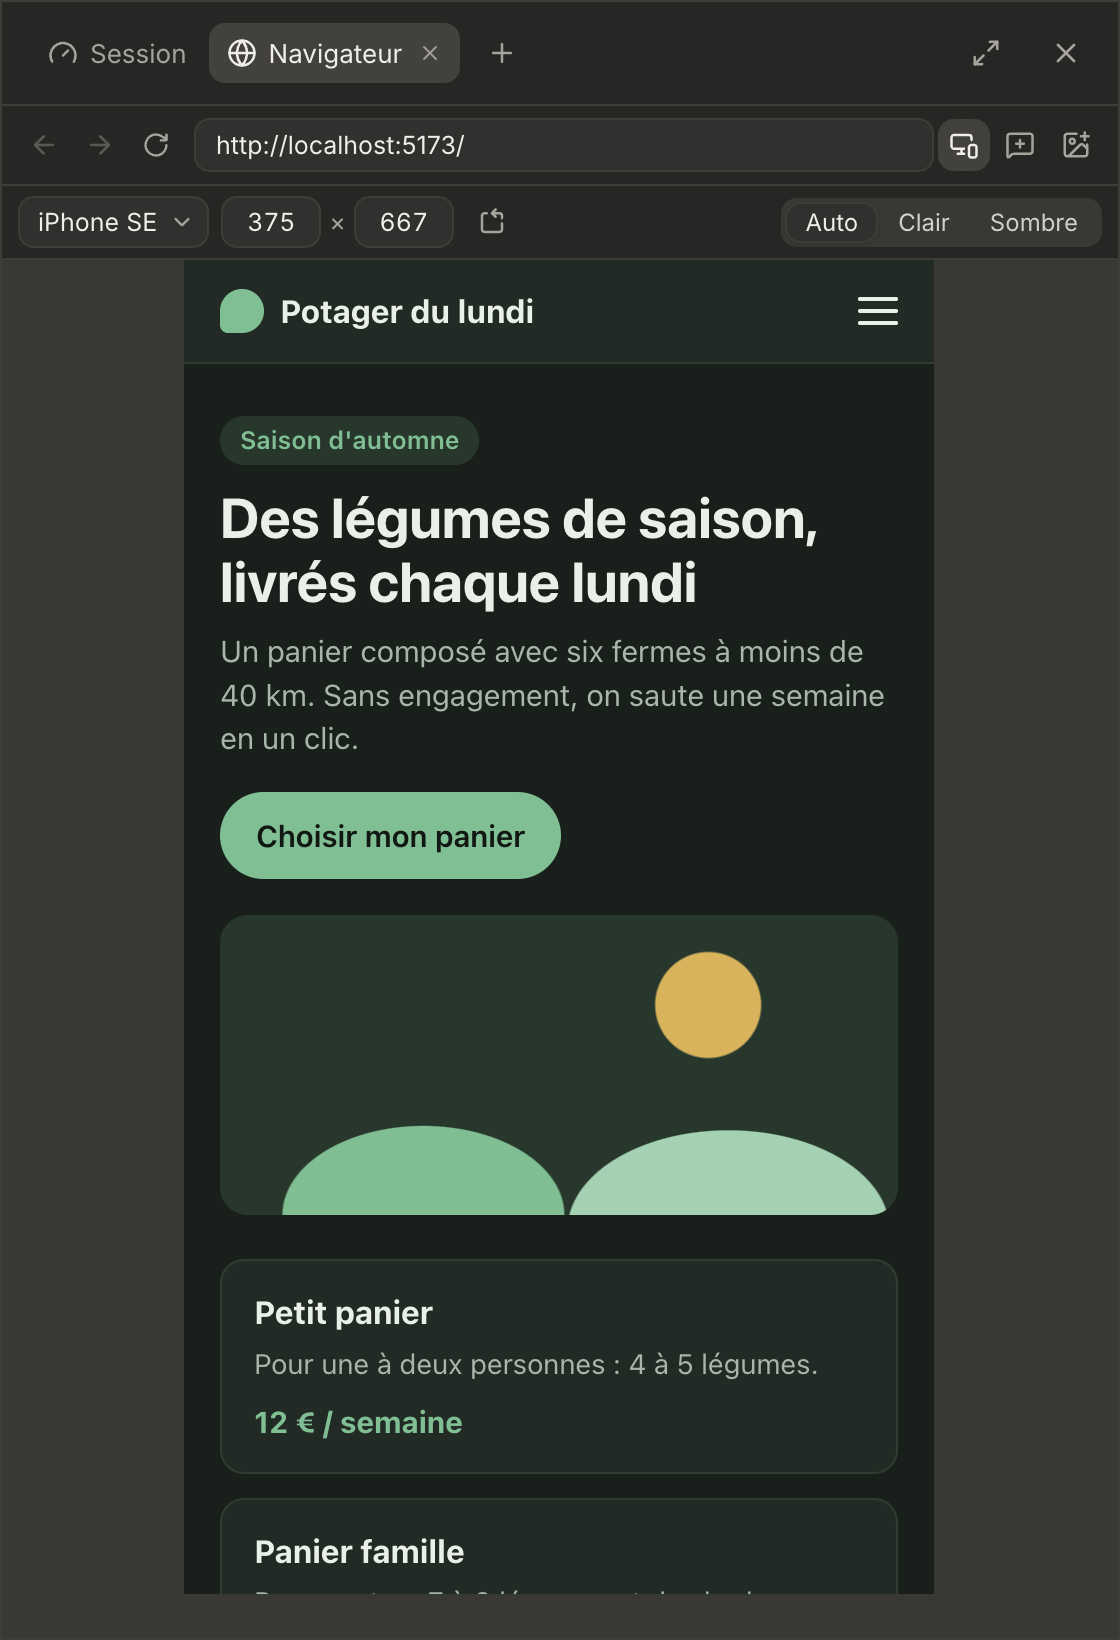 Session
Navigateur
http://localhost:5173/
iPhone SE
375 × 667
Auto
Clair
Sombre
Potager du lundi
Saison d'automne
Des légumes de saison,
livrés chaque lundi
Un panier composé avec six fermes à moins de
40 km. Sans engagement, on saute une semaine
en un clic.
Choisir mon panier
Petit panier
Pour une à deux personnes : 4 à 5 légumes.
12 € / semaine
Panier famille